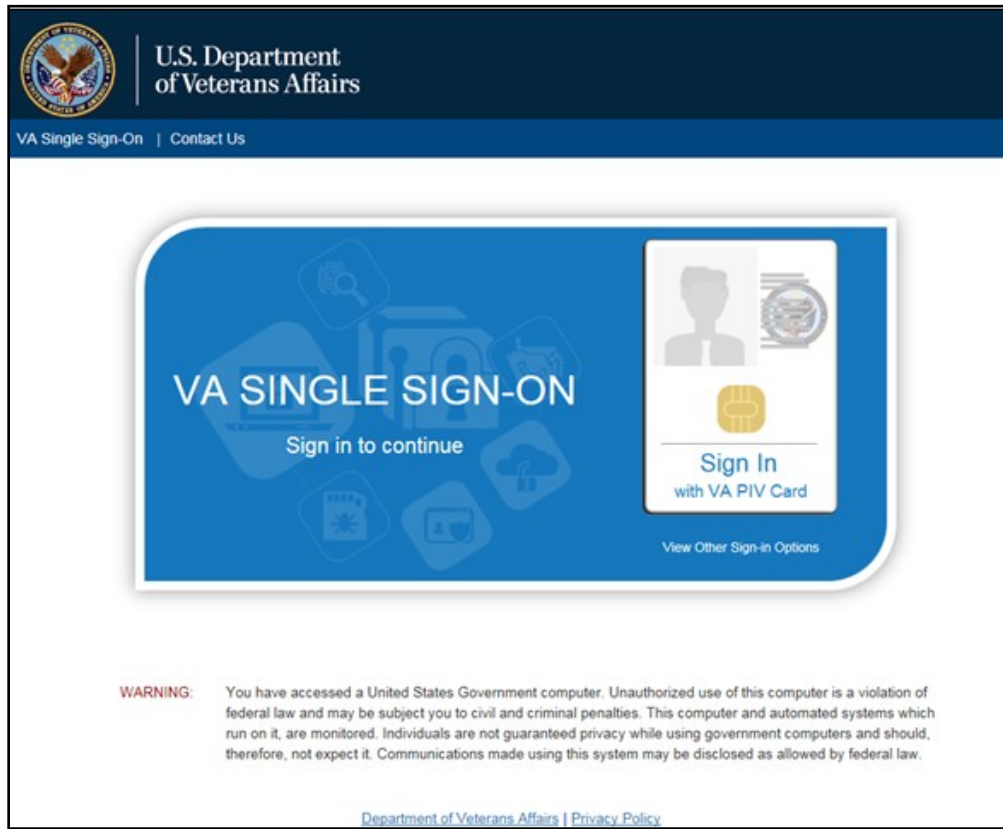 U.S. Department
of Veterans Affairs
VA Single Sign-On | Contact Us
VA SINGLE SIGN-ON
Sign in to continue
Sign In
with VA PIV Card
View Other Sign-in Options
WARNING: You have accessed a United States Government computer. Unauthorized use of this computer is a violation of
federal law and may be subject you to civil and criminal penalties. This computer and automated systems which
run on it, are monitored. Individuals are not guaranteed privacy while using government computers and should,
therefore, not expect it. Communications made using this system may be disclosed as allowed by federal law.
Department of Veterans Affairs | Privacy Policy